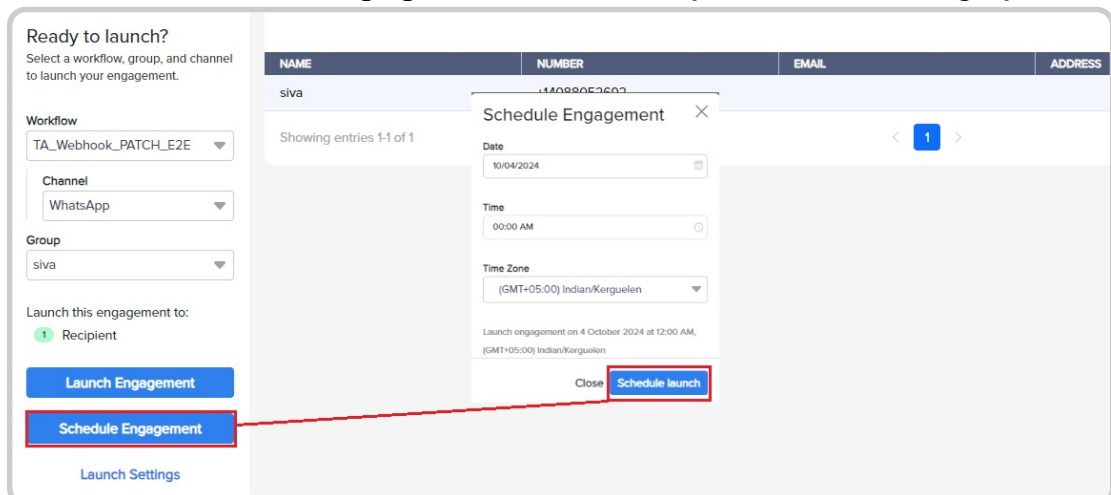 Ready to launch?
Select a workflow, group, and channel
to launch your engagement.
Workflow
TA_Webhook_PATCH_E2E
Channel
WhatsApp
Group
siva
Launch this engagement to:
1 Recipient
Launch Engagement
Schedule Engagement
Launch Settings
NAME NUMBER EMAIL ADDRESS
siva
Showing entries 1-1 of 1
< 1 >
Schedule Engagement
Date
10/04/2024
Time
00:00 AM
Time Zone
(GMT+05:00) Indian/Kerguelen
Launch engagement on 4 October 2024 at 12:00 AM,
(GMT+05:00) Indian/Kerguelen
Close Schedule launch